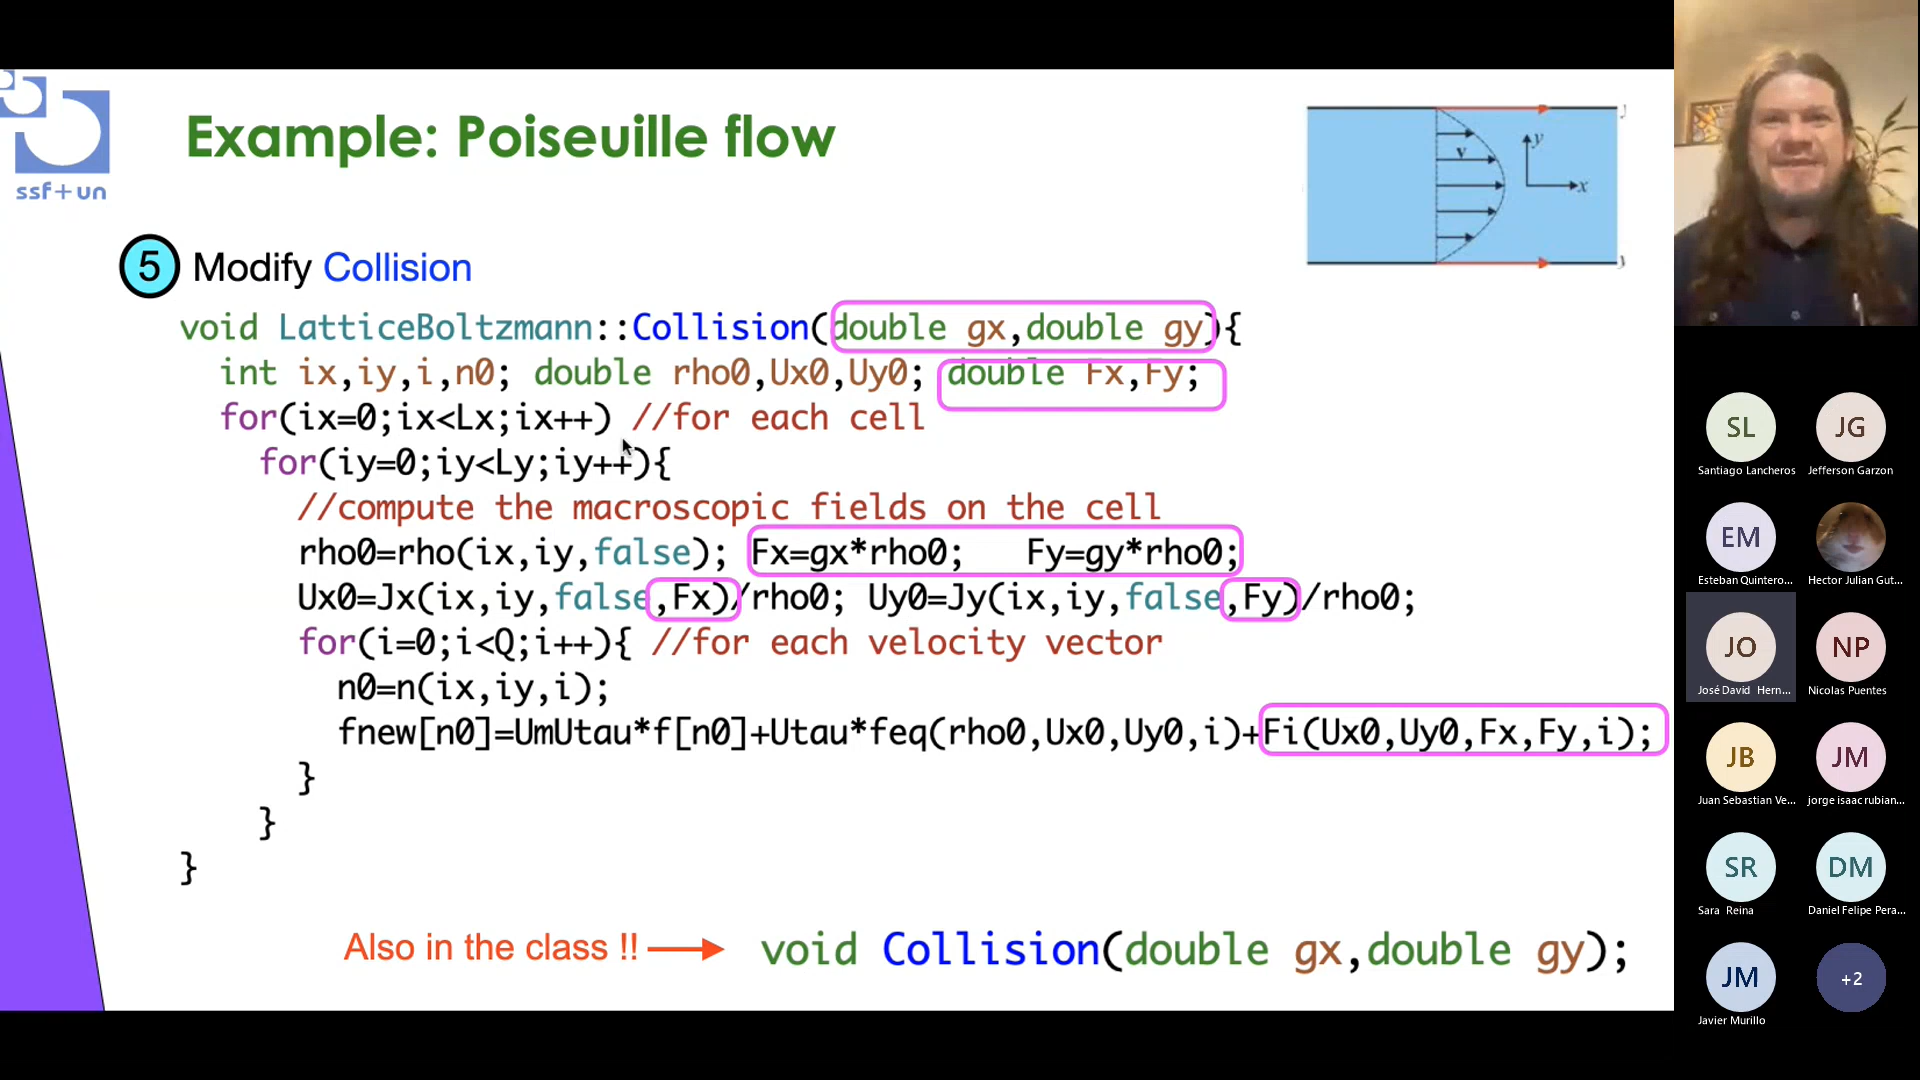 ssf+un
Example: Poiseuille flow
v
y
x
5 Modify Collision
void LatticeBoltzmann::Collision(double gx,double gy){
int ix,iy,i,n0; double rho0,Ux0,Uy0; double Fx,Fy;
for(ix=0;ix<Lx;ix++) //for each cell
for(iy=0;iy<Ly;iy++){
//compute the macroscopic fields on the cell
rho0=rho(ix,iy,false); Fx=gx*rho0; Fy=gy*rho0;
Ux0=Jx(ix,iy,false,Fx)/rho0; Uy0=Jy(ix,iy,false,Fy)/rho0;
for(i=0;i<Q;i++){ //for each velocity vector
n0=n(ix,iy,i);
fnew[n0]=UmUtau*f[n0]+Utau*feq(rho0,Ux0,Uy0,i)+Fi(Ux0,Uy0,Fx,Fy,i);
}
}
}
Also in the class !! void Collision(double gx,double gy);
SL JG
Santiago Lancheros Jefferson Garzon
EM
Esteban Quintero... Hector Julian Gut...
JO NP
José David Hern... Nicolas Puentes
JB JM
Juan Sebastian Ve... jorge isaac rubian...
SR DM
Sara Reina Daniel Felipe Pera...
JM +2
Javier Murillo